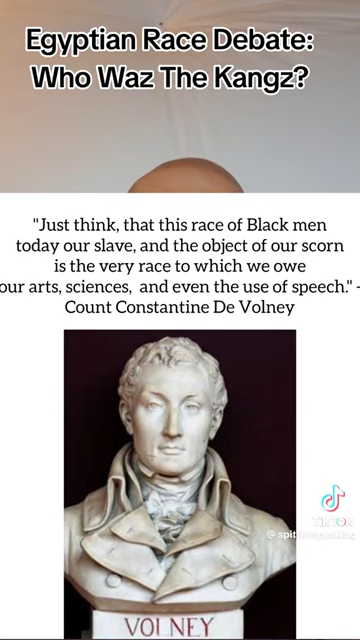 Egyptian Race Debate:
Who Waz The Kangz?
"Just think, that this race of Black men
today our slave, and the object of our scorn
is the very race to which we owe
our arts, sciences, and even the use of speech." -
Count Constantine De Volney
TikTok
VOLNEY